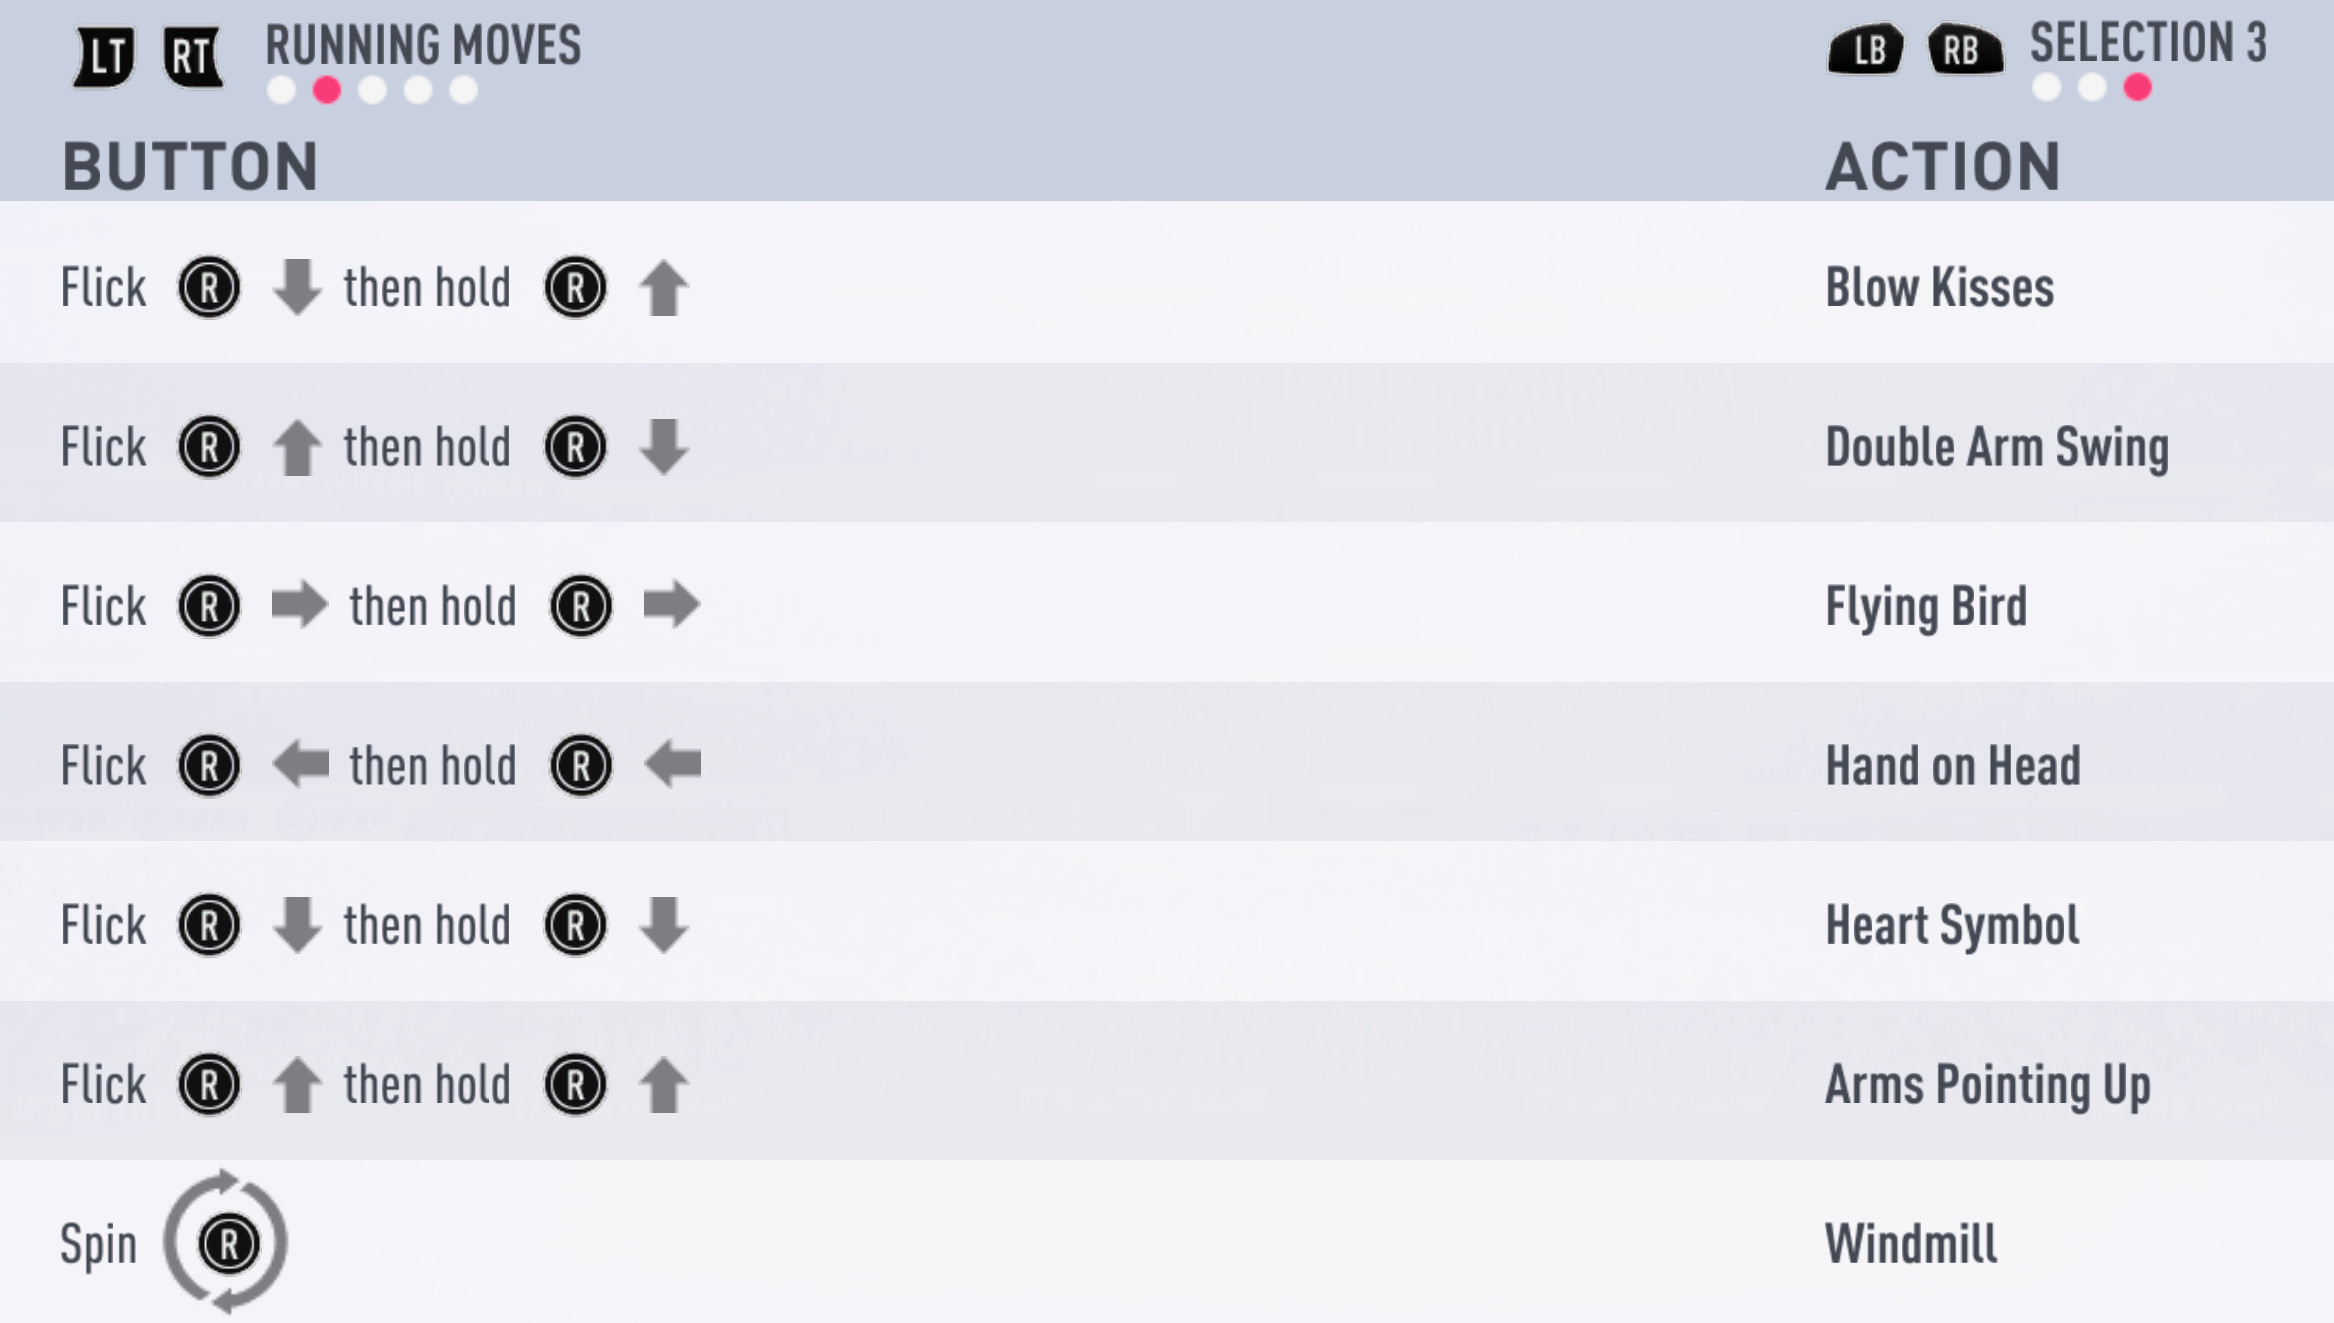 LT RT RUNNING MOVES LB RB SELECTION 3
BUTTON ACTION
Flick R then hold R Blow Kisses
Flick R then hold R Double Arm Swing
Flick R then hold R Flying Bird
Flick R then hold R Hand on Head
Flick R then hold R Heart Symbol
Flick R then hold R Arms Pointing Up
Spin R Windmill